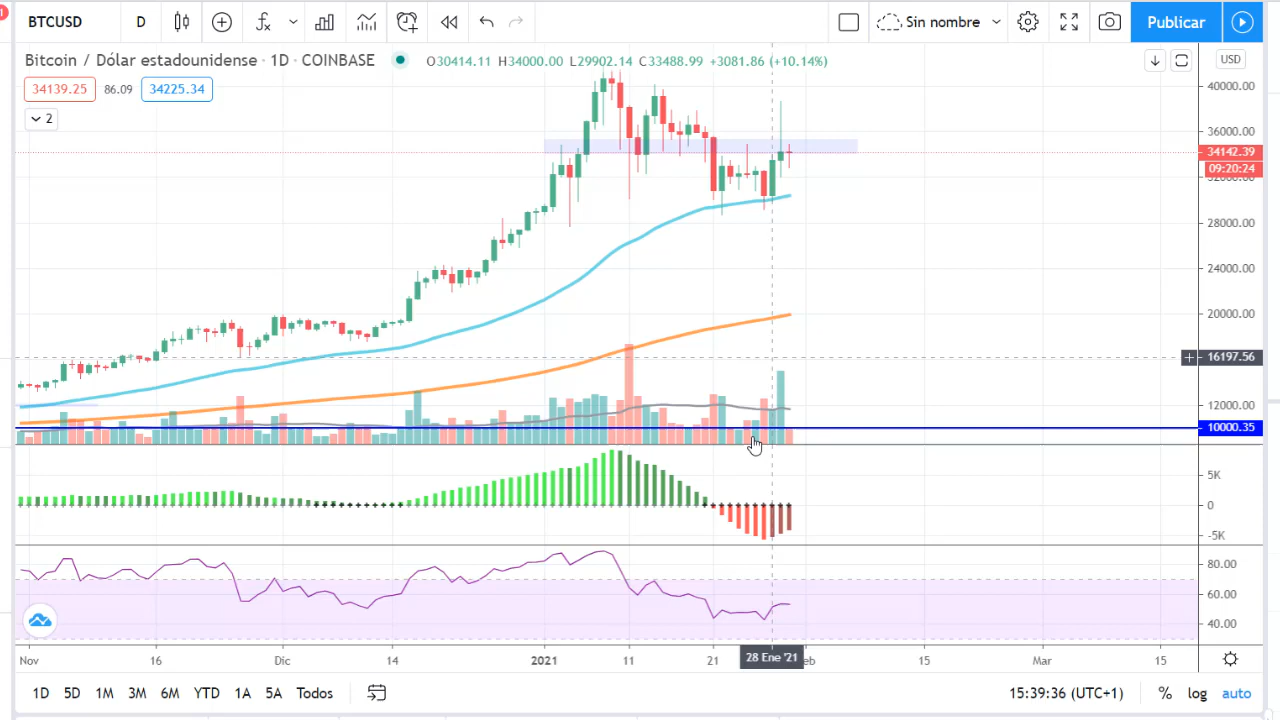 1
BTCUSD D Sin nombre Publicar
Bitcoin / Dólar estadounidense · 1D · COINBASE O30414.11 H34000.00 L29902.14 C33488.99 +3081.86 (+10.14%) USD
34139.25 86.09 34225.34
2
40000.00
36000.00
34142.39
09:20:24
32000.00
28000.00
24000.00
20000.00
16197.56
12000.00
10000.35
5K
0
-5K
80.00
60.00
40.00
Nov 16 Dic 14 2021 11 21 28 Ene '21 eb 15 Mar 15
1D 5D 1M 3M 6M YTD 1A 5A Todos 15:39:36 (UTC+1) % log auto